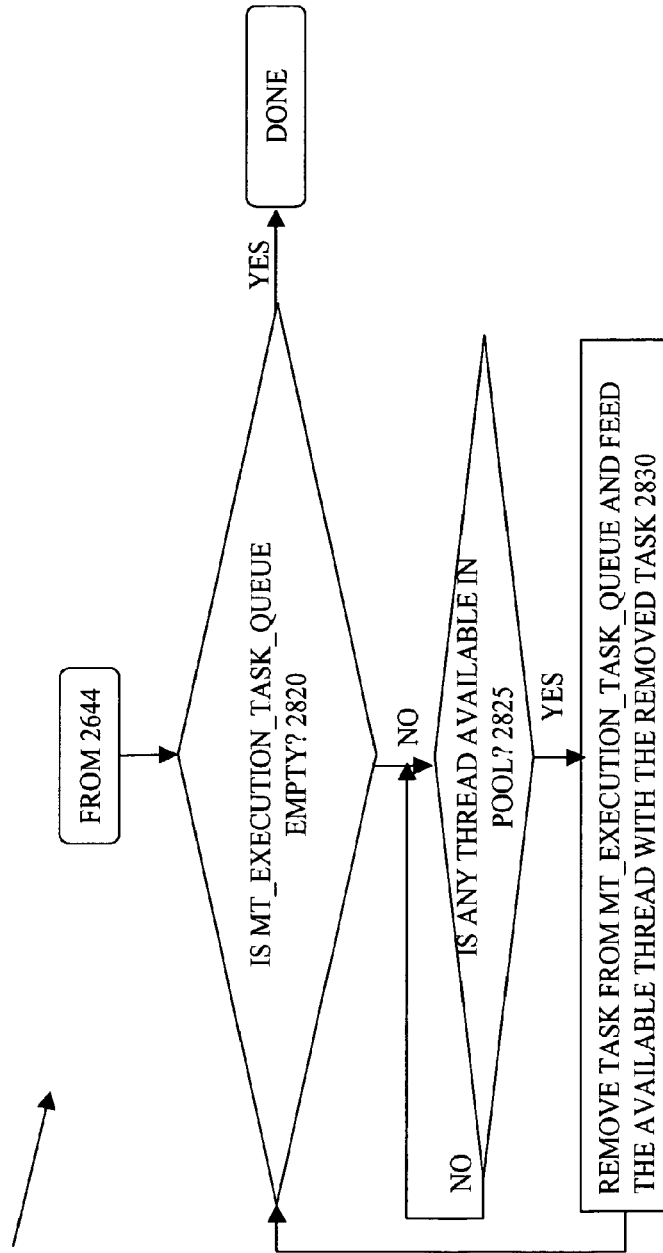 FROM 2644
IS MT_EXECUTION_TASK_QUEUE
EMPTY? 2820
YES
DONE
NO
IS ANY THREAD AVAILABLE IN
POOL? 2825
NO
YES
REMOVE TASK FROM MT_EXECUTION_TASK_QUEUE AND FEED
THE AVAILABLE THREAD WITH THE REMOVED TASK 2830